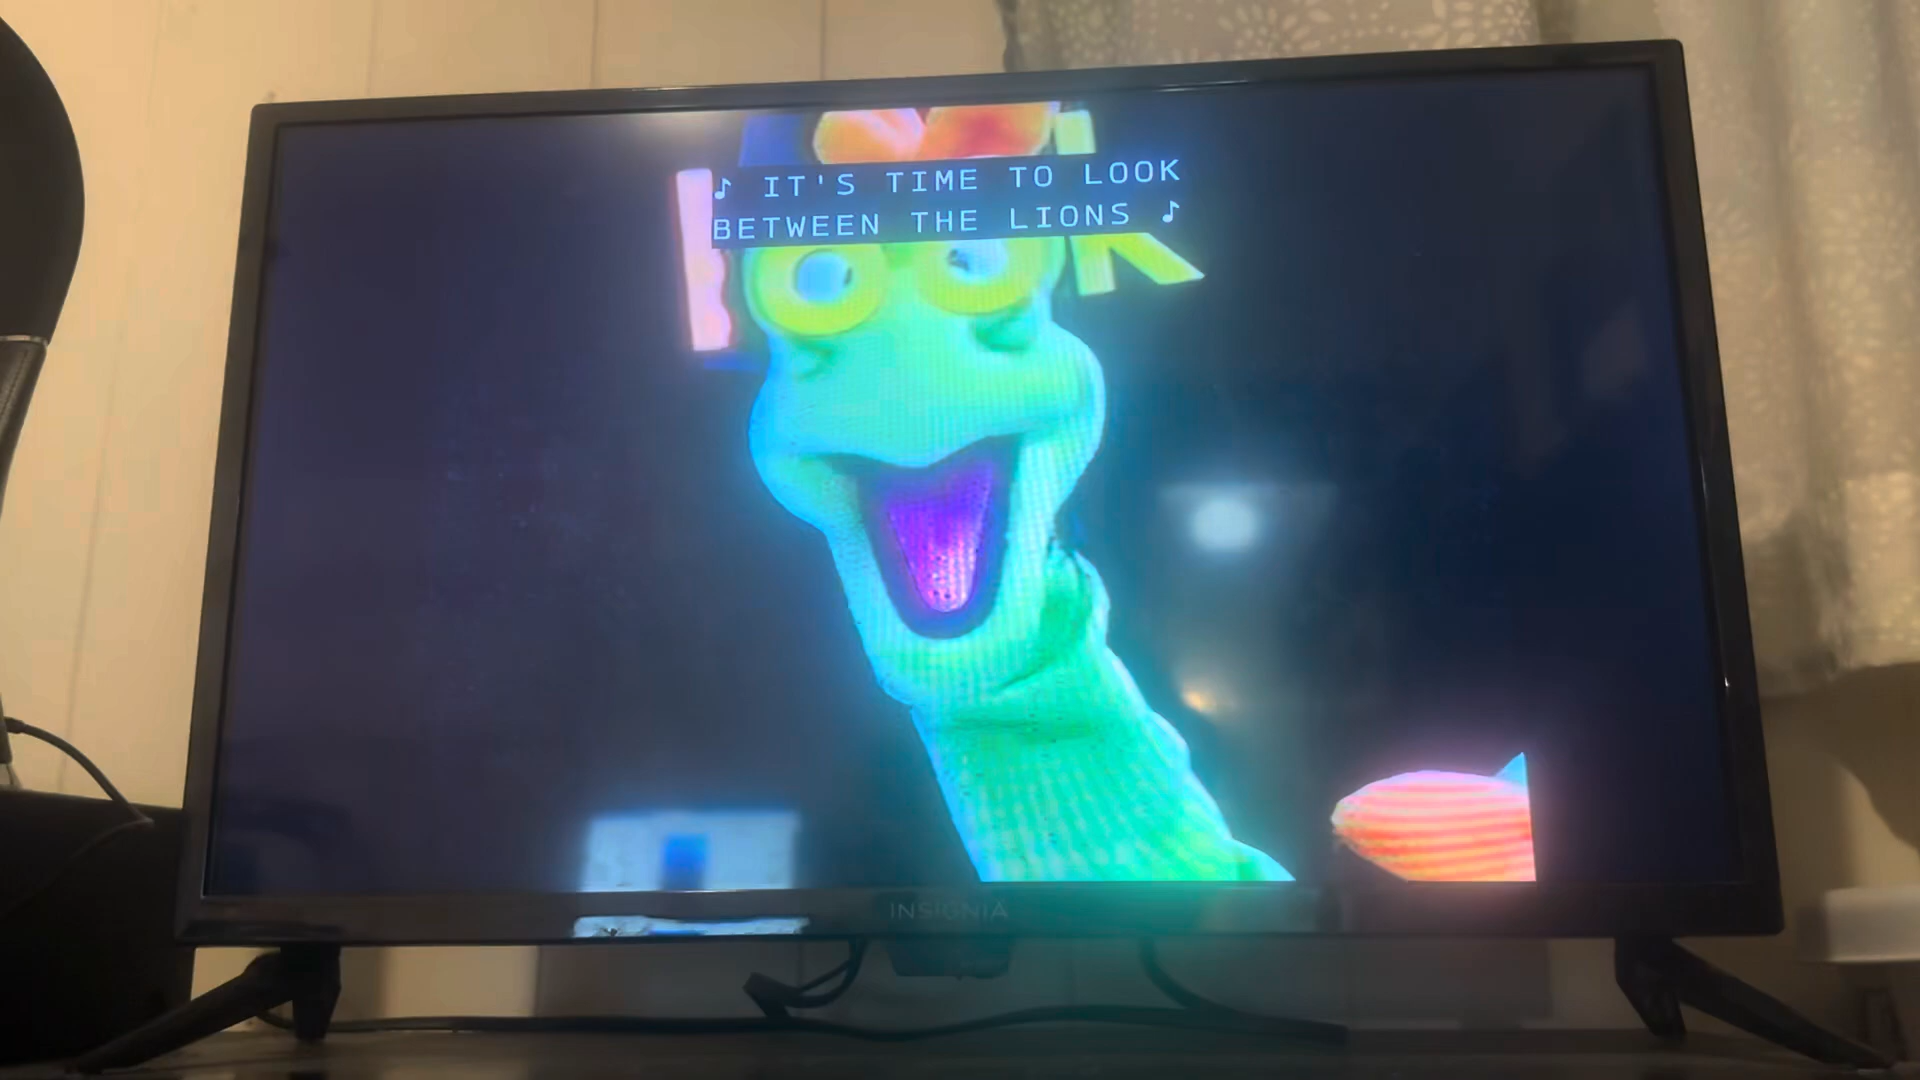 ♪ IT'S TIME TO LOOK
BETWEEN THE LIONS ♪
INSIGNIA